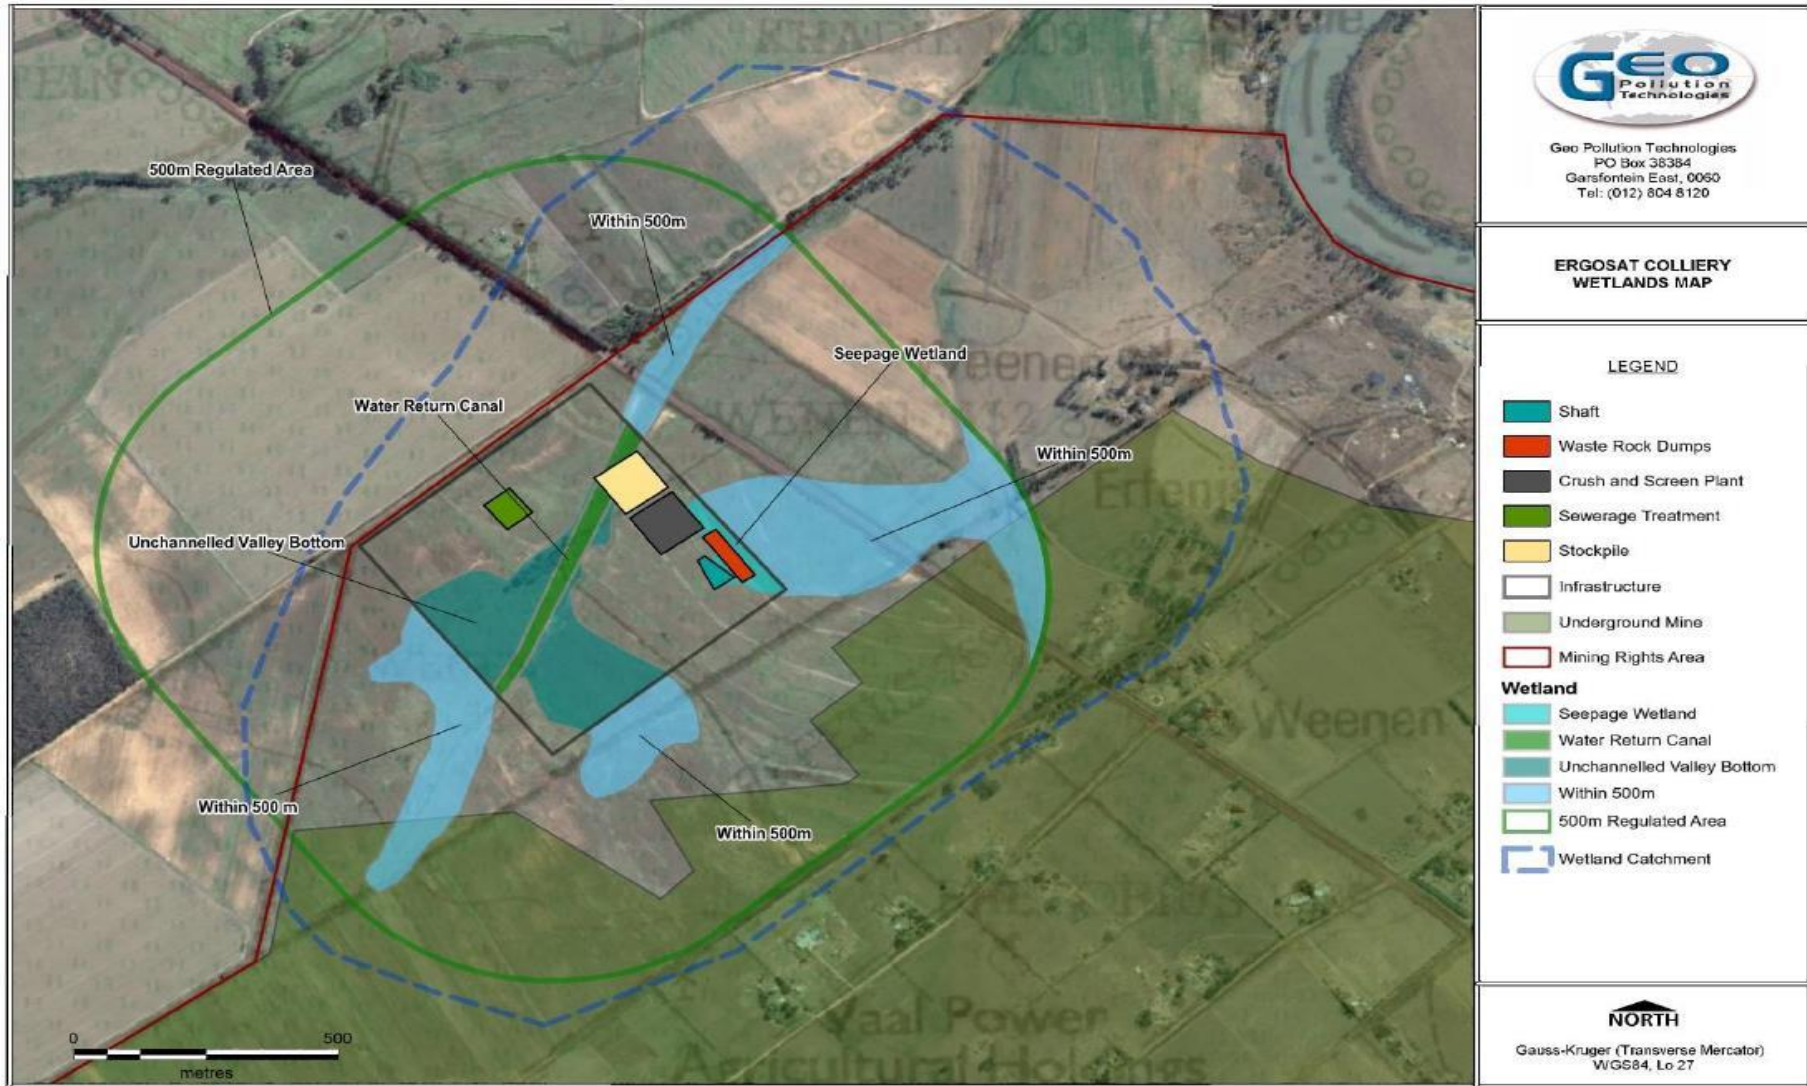 500m Regulated Area
Within 500m
Seepage Wetland
Water Return Canal
Within 500m
Unchannelled Valley Bottom
Within 500 m
Within 500m
Weenen
Weenen
Vaal Power
Agricultural Holdings
0 500
metres
GEO
Pollution
Technologies
Geo Pollution Technologies
PO Box 38384
Garsfontein East, 0060
Tel: (012) 804 8120
ERGOSAT COLLIERY
WETLANDS MAP
LEGEND
Shaft
Waste Rock Dumps
Crush and Screen Plant
Sewerage Treatment
Stockpile
Infrastructure
Underground Mine
Mining Rights Area
Wetland
Seepage Wetland
Water Return Canal
Unchannelled Valley Bottom
Within 500m
500m Regulated Area
Wetland Catchment
NORTH
Gauss-Kruger (Transverse Mercator)
WGS84, Lo 27